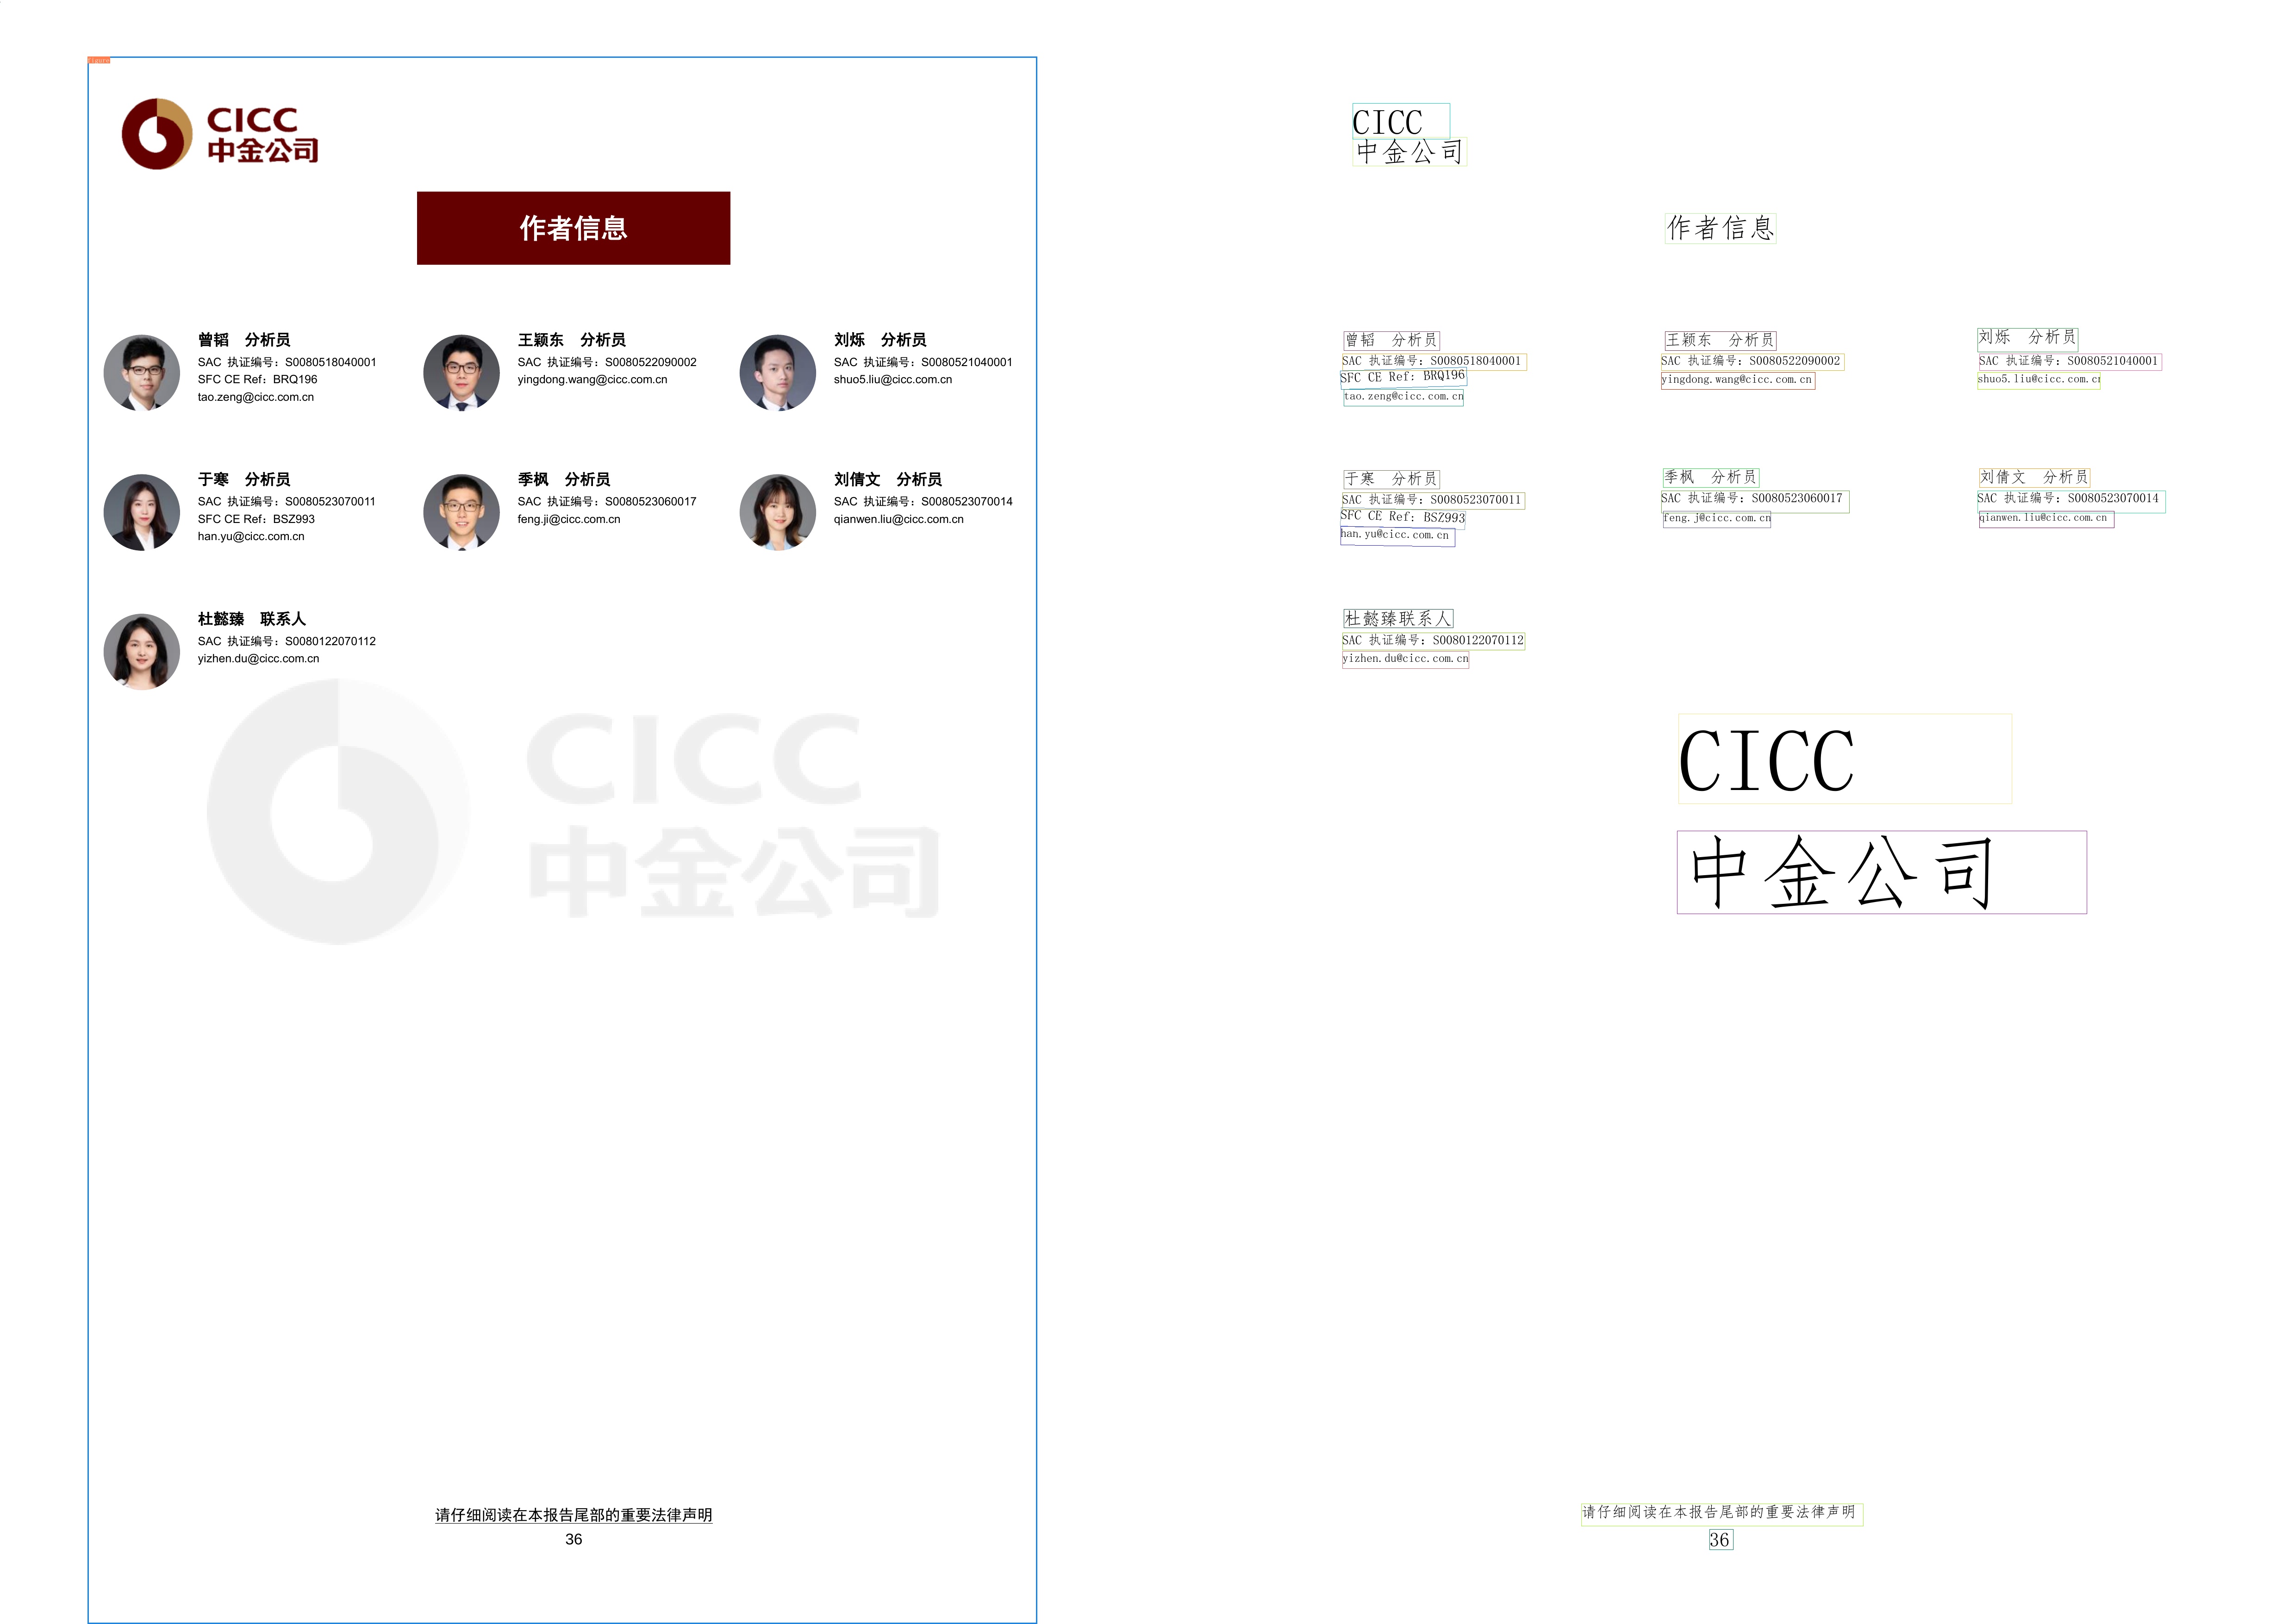 CICC
中金公司
作者信息
曾韬 分析员
SAC 执证编号：S0080518040001
SFC CE Ref：BRQ196
tao.zeng@cicc.com.cn
王颖东 分析员
SAC 执证编号：S0080522090002
yingdong.wang@cicc.com.cn
刘烁 分析员
SAC 执证编号：S0080521040001
shuo5.liu@cicc.com.cn
于寒 分析员
SAC 执证编号：S0080523070011
SFC CE Ref：BSZ993
han.yu@cicc.com.cn
季枫 分析员
SAC 执证编号：S0080523060017
feng.ji@cicc.com.cn
刘倩文 分析员
SAC 执证编号：S0080523070014
qianwen.liu@cicc.com.cn
杜懿臻 联系人
SAC 执证编号：S0080122070112
yizhen.du@cicc.com.cn
CICC
中金公司
请仔细阅读在本报告尾部的重要法律声明
36
CICC
中金公司
作者信息
曾韬 分析员
SAC 执证编号：S0080518040001
SFC CE Ref：BRQ196
tao.zeng@cicc.com.cn
王颖东 分析员
SAC 执证编号：S0080522090002
yingdong.wang@cicc.com.cn
刘烁 分析员
SAC 执证编号：S0080521040001
shuo5.liu@cicc.com.cn
于寒 分析员
SAC 执证编号：S0080523070011
SFC CE Ref：BSZ993
han.yu@cicc.com.cn
季枫 分析员
SAC 执证编号：S0080523060017
feng.j@cicc.com.cn
刘倩文 分析员
SAC 执证编号：S0080523070014
qianwen.liu@cicc.com.cn
杜懿臻联系人
SAC 执证编号：S0080122070112
yizhen.du@cicc.com.cn
CICC
中金公司
请仔细阅读在本报告尾部的重要法律声明
36